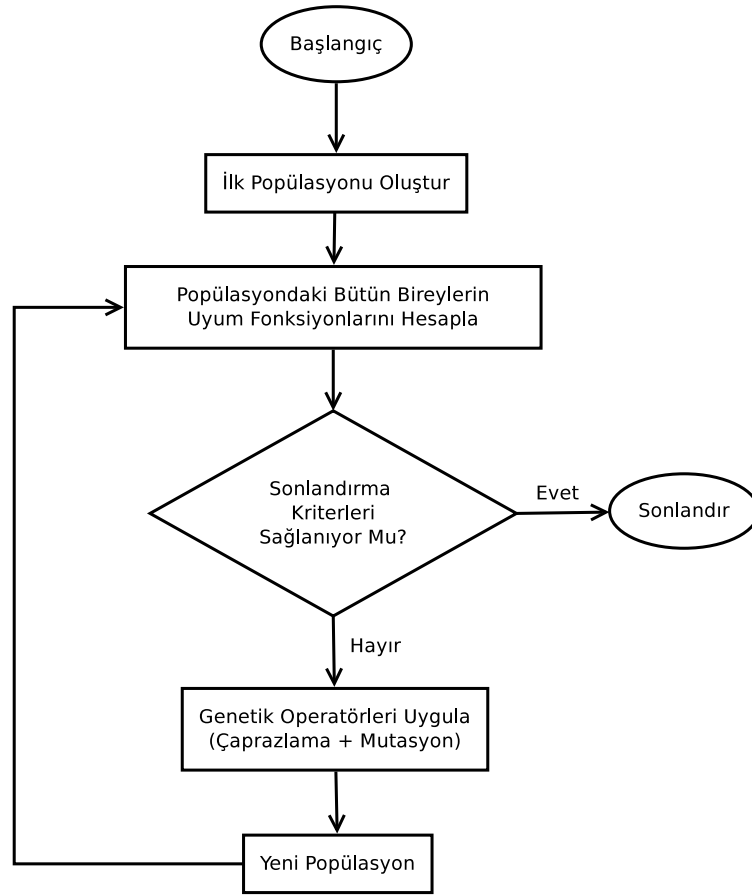 Başlangıç
İlk Popülasyonu Oluştur
Popülasyondaki Bütün Bireylerin
Uyum Fonksiyonlarını Hesapla
Sonlandırma
Kriterleri
Sağlanıyor Mu?
Evet
Sonlandır
Hayır
Genetik Operatörleri Uygula
(Çaprazlama + Mutasyon)
Yeni Popülasyon